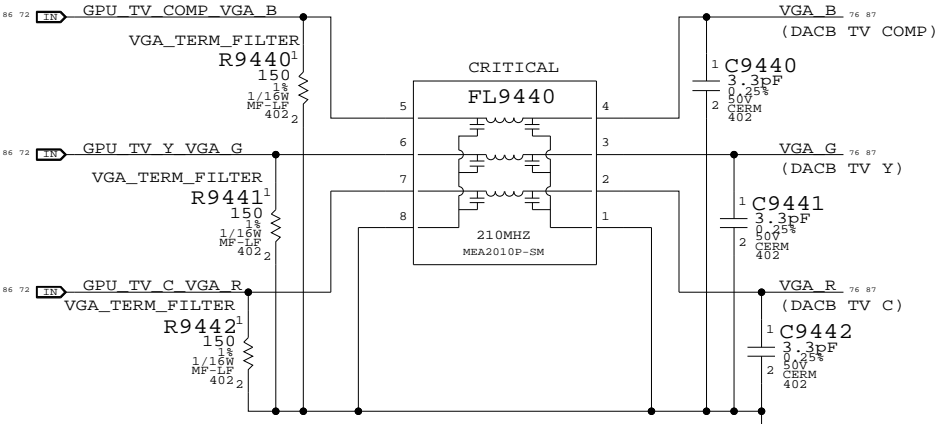 86 72 IN GPU_TV_COMP_VGA_B
VGA_B 76 87
(DACB TV COMP)
VGA_TERM_FILTER
R9440 1
150
1%
1/16W
MF-LF
402 2
CRITICAL
FL9440
5 4
6 3
7 2
8 1
210MHZ
MEA2010P-SM
1 C9440
3.3pF
0.25%
2 50V
CERM
402
86 72 IN GPU_TV_Y_VGA_G
VGA_G 76 87
(DACB TV Y)
VGA_TERM_FILTER
R9441 1
150
1%
1/16W
MF-LF
402 2
1 C9441
3.3pF
0.25%
2 50V
CERM
402
86 72 IN GPU_TV_C_VGA_R
VGA_R 76 87
(DACB TV C)
VGA_TERM_FILTER
R9442 1
150
1%
1/16W
MF-LF
402 2
1 C9442
3.3pF
0.25%
2 50V
CERM
402